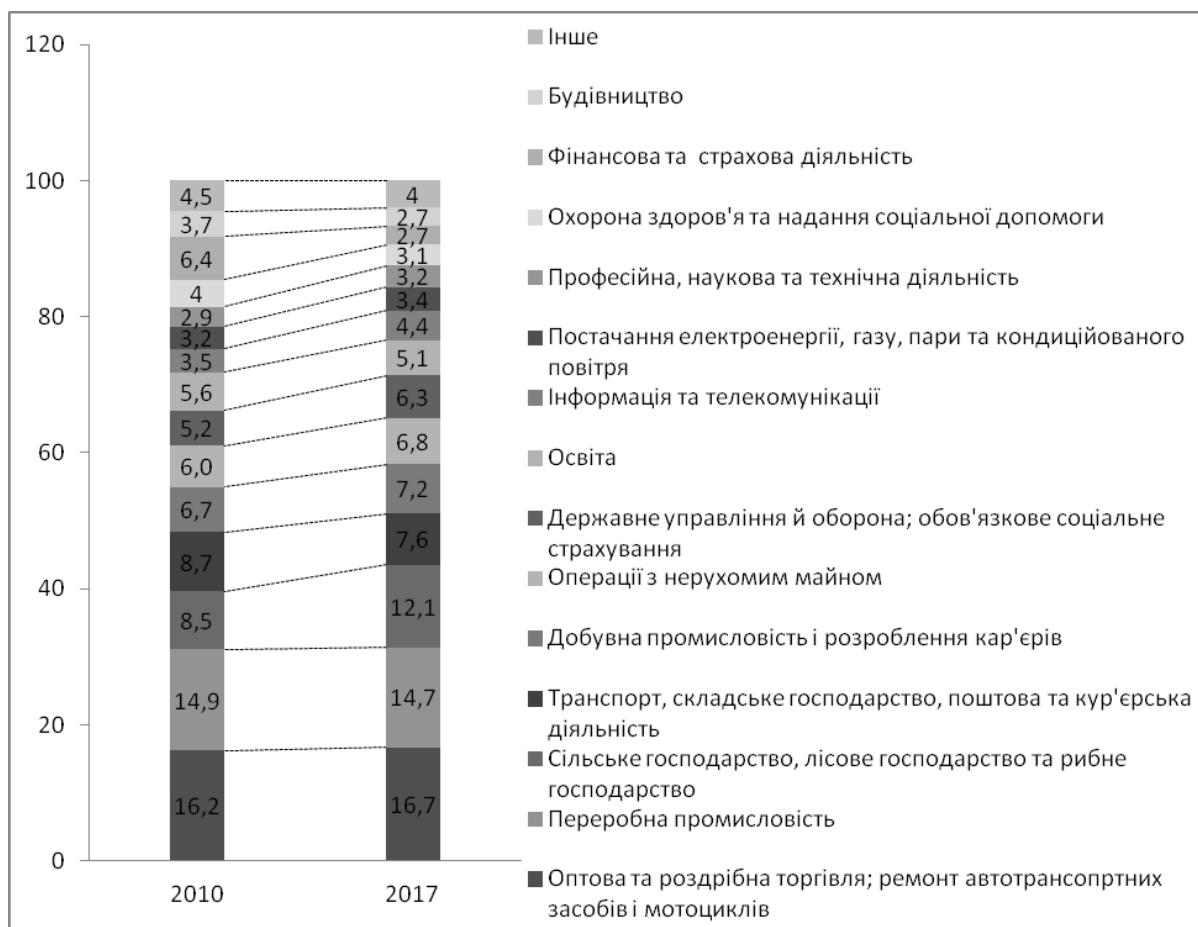 120
100
80
60
40
20
0
4,5
3,7
6,4
4
2,9
3,2
3,5
5,6
5,2
6,0
6,7
8,7
8,5
14,9
16,2
2010
4
2,7
2,7
3,1
3,2
3,4
4,4
5,1
6,3
6,8
7,2
7,6
12,1
14,7
16,7
2017
Інше
Будівництво
Фінансова та страхова діяльність
Охорона здоров'я та надання соціальної допомоги
Професійна, наукова та технічна діяльність
Постачання електроенергії, газу, пари та кондиційованого
повітря
Інформація та телекомунікації
Освіта
Державне управління й оборона; обов'язкове соціальне
страхування
Операції з нерухомим майном
Добувна промисловість і розроблення кар'єрів
Транспорт, складське господарство, поштова та кур'єрська
діяльність
Сільське господарство, лісове господарство та рибне
господарство
Переробна промисловість
Оптова та роздрібна торгівля; ремонт автотрансопртних
засобів і мотоциклів